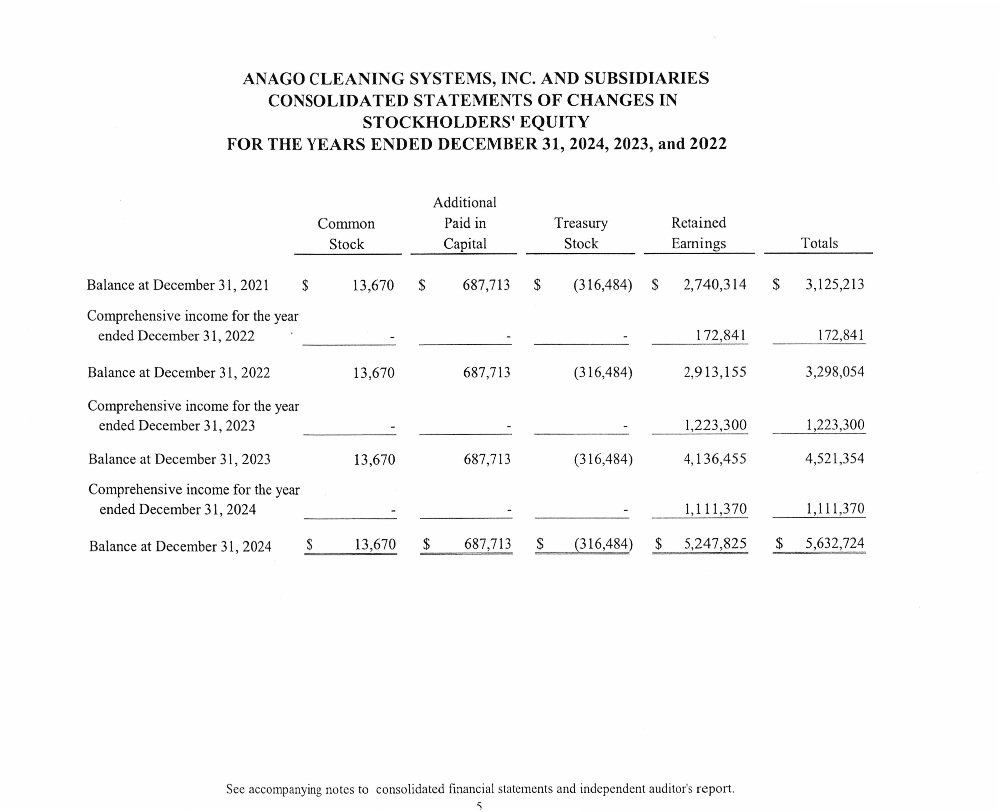 ANAGO CLEANING SYSTEMS, INC. AND SUBSIDIARIES
CONSOLIDATED STATEMENTS OF CHANGES IN
STOCKHOLDERS' EQUITY
FOR THE YEARS ENDED DECEMBER 31, 2024, 2023, and 2022
Additional
Common Paid in Treasury Retained
Stock Capital Stock Earnings Totals
Balance at December 31, 2021 $ 13,670 $ 687,713 $ (316,484) $ 2,740,314 $ 3,125,213
Comprehensive income for the year
ended December 31, 2022 - - - 172,841 172,841
Balance at December 31, 2022 13,670 687,713 (316,484) 2,913,155 3,298,054
Comprehensive income for the year
ended December 31, 2023 - - - 1,223,300 1,223,300
Balance at December 31, 2023 13,670 687,713 (316,484) 4,136,455 4,521,354
Comprehensive income for the year
ended December 31, 2024 - - - 1,111,370 1,111,370
Balance at December 31, 2024 $ 13,670 $ 687,713 $ (316,484) $ 5,247,825 $ 5,632,724
See accompanying notes to consolidated financial statements and independent auditor's report.
5